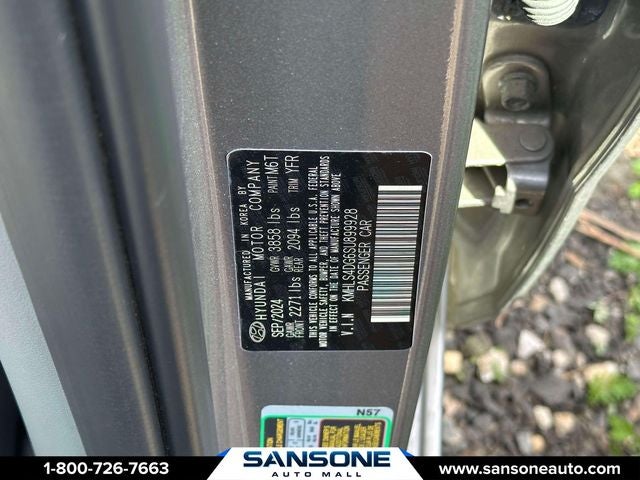 MANUFACTURED IN KOREA BY
HYUNDAI MOTOR COMPANY
SEP/2024 GVWR 3858 lbs PAINT M6T
GAWR FRONT 2271 lbs GAWR REAR 2094 lbs TRIM YFR
THIS VEHICLE CONFORMS TO ALL APPLICABLE U.S.A. FEDERAL
MOTOR VEHICLE SAFETY, BUMPER, AND THEFT PREVENTION STANDARDS
IN EFFECT ON THE DATE OF MANUFACTURE SHOWN ABOVE.
V.I.N KMHLS4DG6SU899928
PASSENGER CAR
N57
1-800-726-7663
SANSONE
AUTO MALL
www.sansoneauto.com